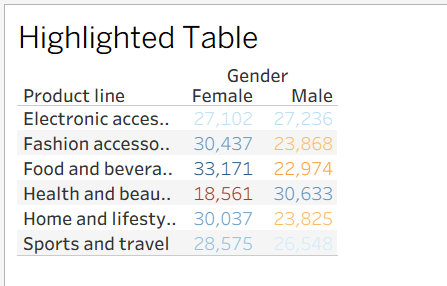 Highlighted Table
Gender
Product line Female Male
Electronic acces.. 27,102 27,236
Fashion accesso.. 30,437 23,868
Food and bevera.. 33,171 22,974
Health and beau.. 18,561 30,633
Home and lifesty.. 30,037 23,825
Sports and travel 28,575 26,548